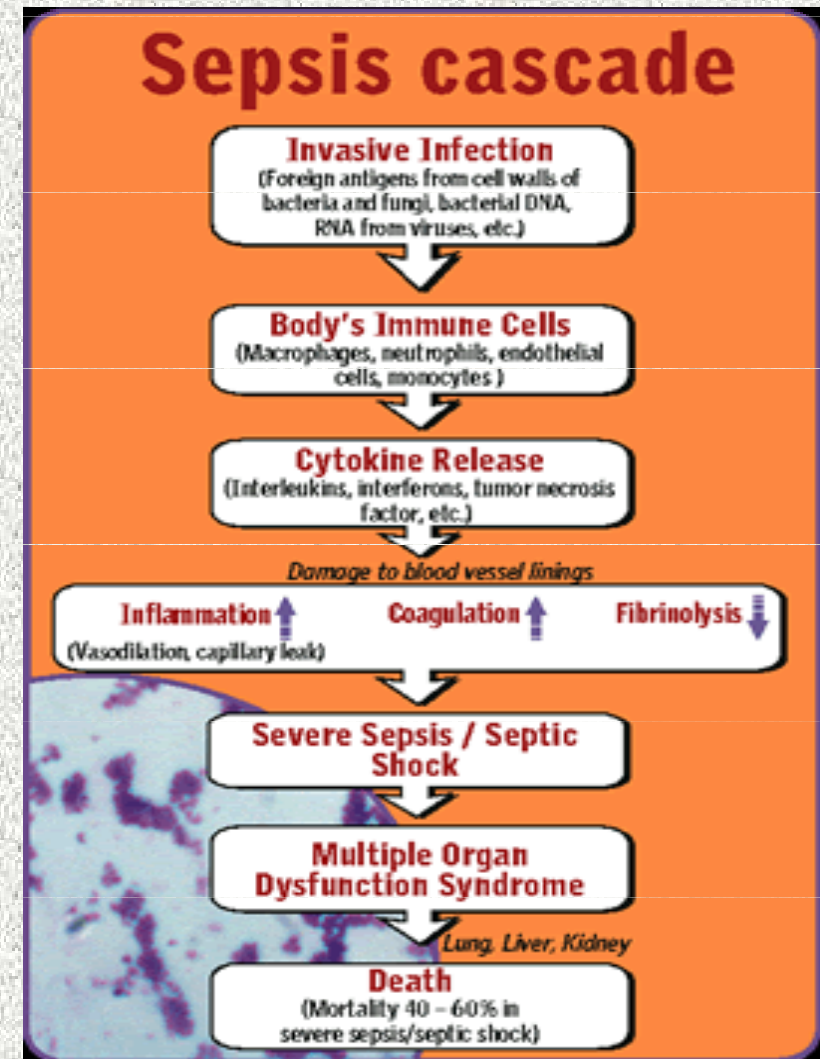 Sepsis cascade
Invasive Infection
(Foreign antigens from cell walls of
bacteria and fungi, bacterial DNA,
RNA from viruses, etc.)
Body's Immune Cells
(Macrophages, neutrophils, endothelial
cells, monocytes )
Cytokine Release
(Interleukins, interferons, tumor necrosis
factor, etc.)
Damage to blood vessel linings
Inflammation Coagulation Fibrinolysis
(Vasodilation, capillary leak)
Severe Sepsis / Septic
Shock
Multiple Organ
Dysfunction Syndrome
Lung, Liver, Kidney
Death
(Mortality 40 – 60% in
severe sepsis/septic shock)